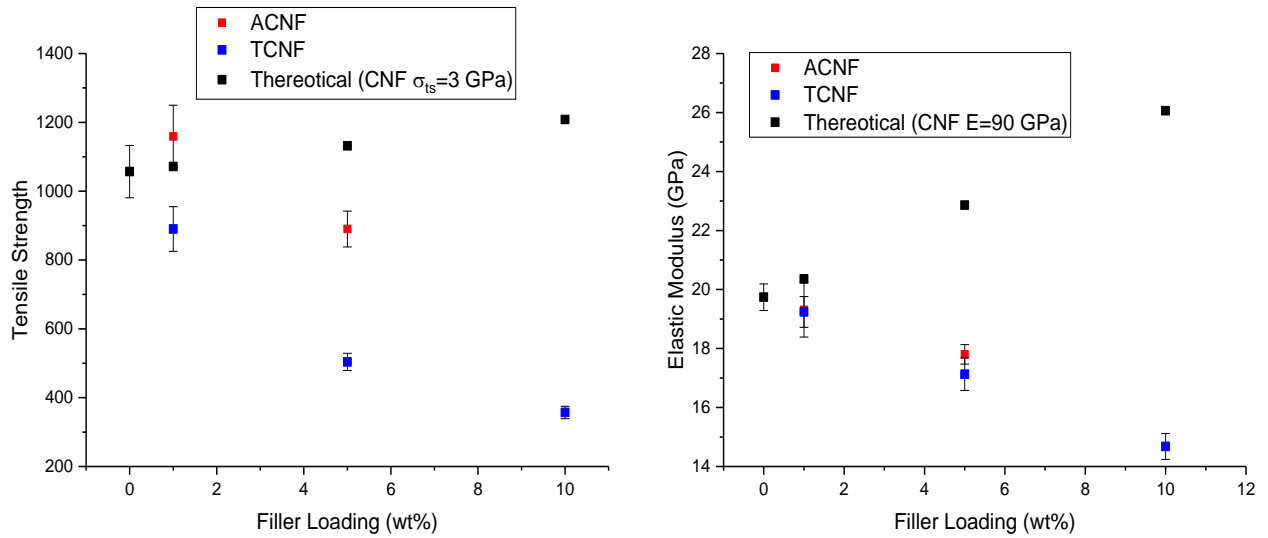 ACNF
TCNF
Thereotical (CNF σts=3 GPa)
1400
1200
1000
800
600
400
200
Tensile Strength
0 2 4 6 8 10
Filler Loading (wt%)
ACNF
TCNF
Thereotical (CNF E=90 GPa)
28
26
24
22
20
18
16
14
Elastic Modulus (GPa)
0 2 4 6 8 10 12
Filler Loading (wt%)